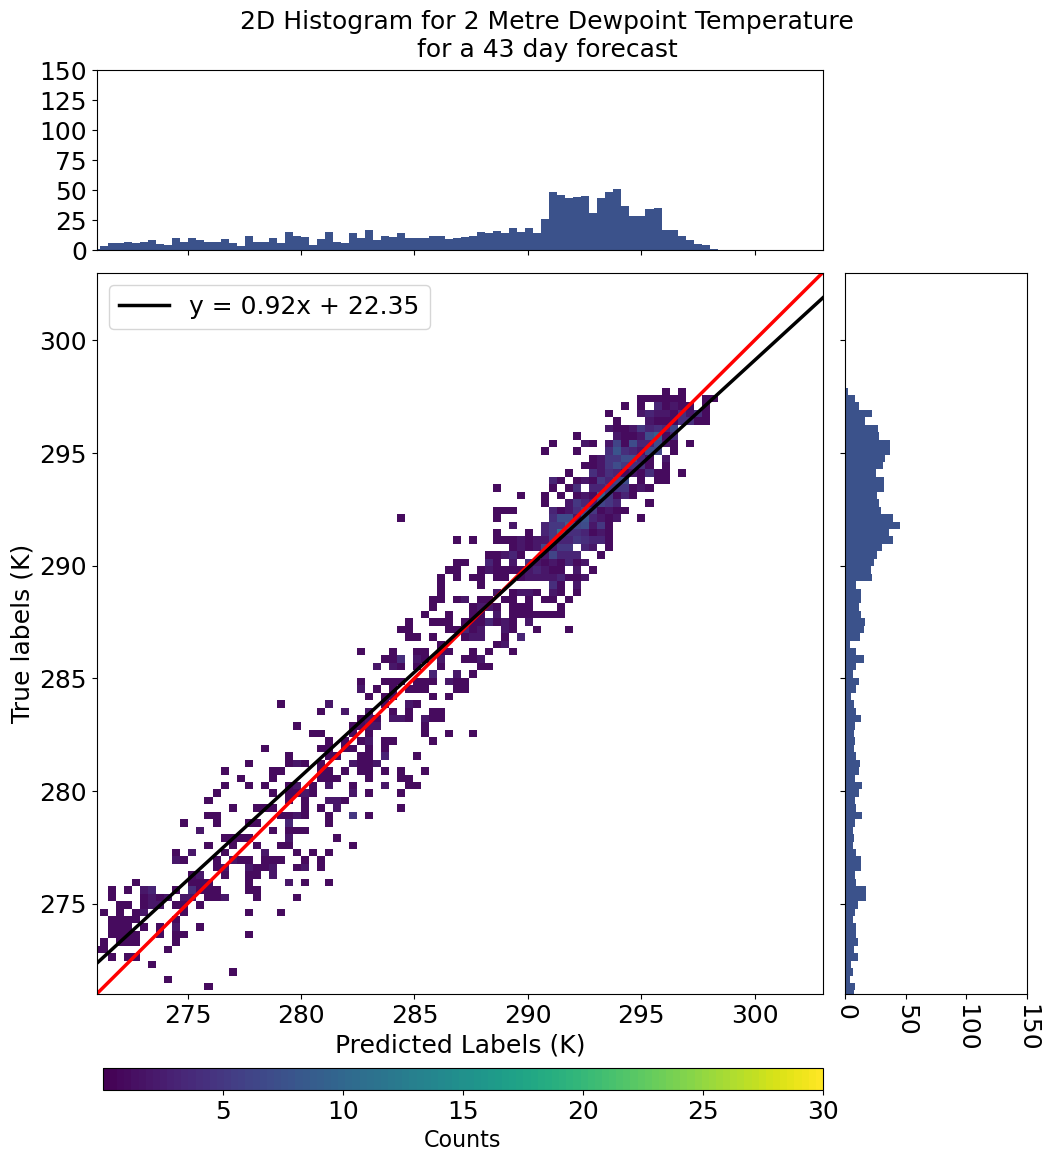 2D Histogram for 2 Metre Dewpoint Temperature
for a 43 day forecast
150
125
100
75
50
25
0
y = 0.92x + 22.35
300
295
290
285
280
275
True labels (K)
275 280 285 290 295 300
Predicted Labels (K)
0 50 100 150
5 10 15 20 25 30
Counts